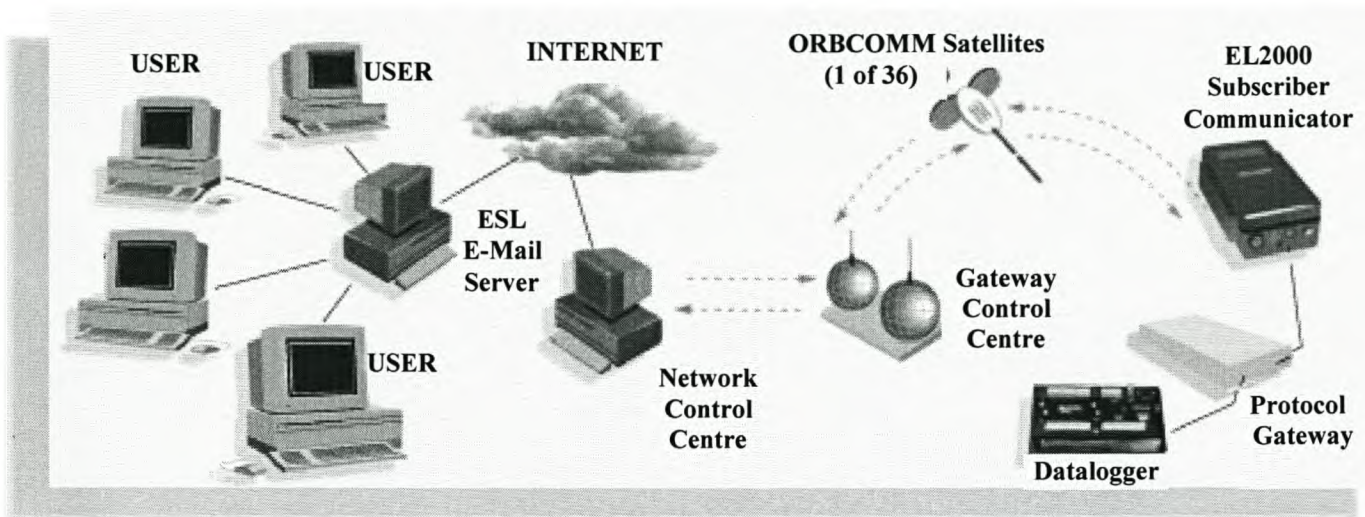 USER
USER
INTERNET
ORBCOMM Satellites
(1 of 36)
EL2000
Subscriber
Communicator
ESL
E-Mail
Server
USER
Network
Control
Centre
Gateway
Control
Centre
Protocol
Gateway
Datalogger